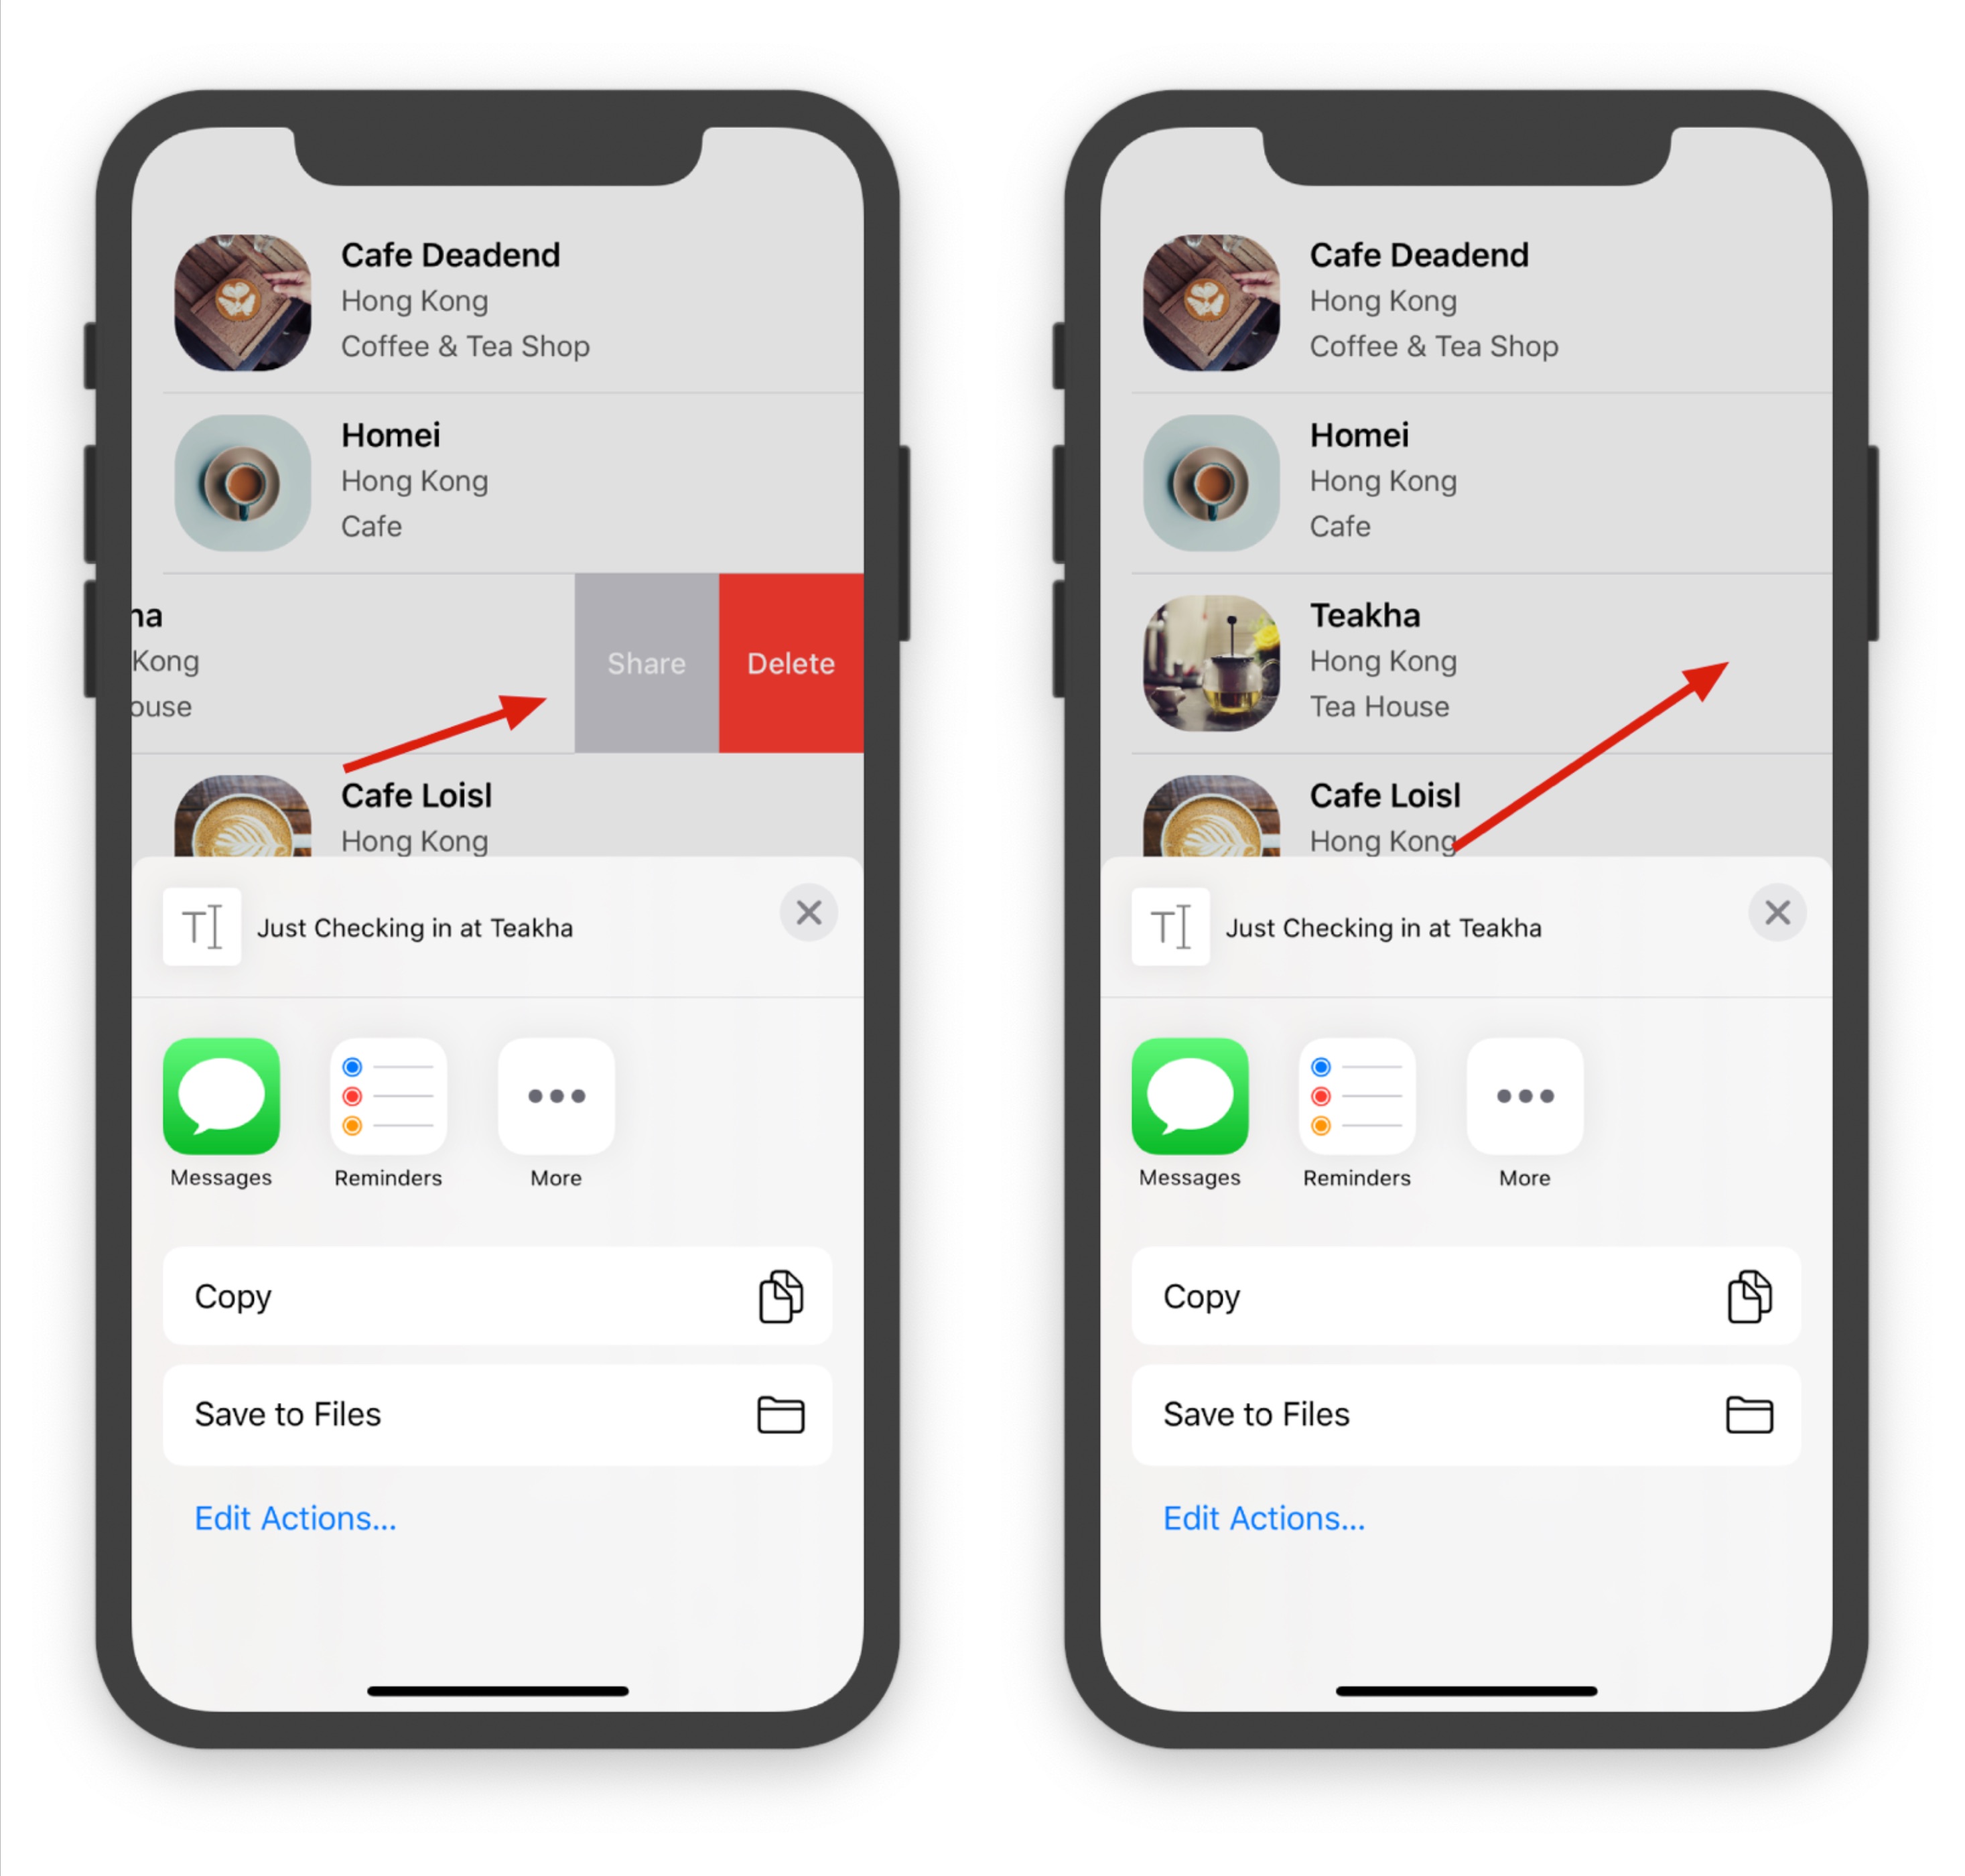 Cafe Deadend
Hong Kong
Coffee & Tea Shop
Homei
Hong Kong
Cafe
na
Kong
ouse
Share
Delete
Cafe Loisl
Hong Kong
Just Checking in at Teakha
Messages
Reminders
More
Copy
Save to Files
Edit Actions...
Cafe Deadend
Hong Kong
Coffee & Tea Shop
Homei
Hong Kong
Cafe
Teakha
Hong Kong
Tea House
Cafe Loisl
Hong Kong
Just Checking in at Teakha
Messages
Reminders
More
Copy
Save to Files
Edit Actions...